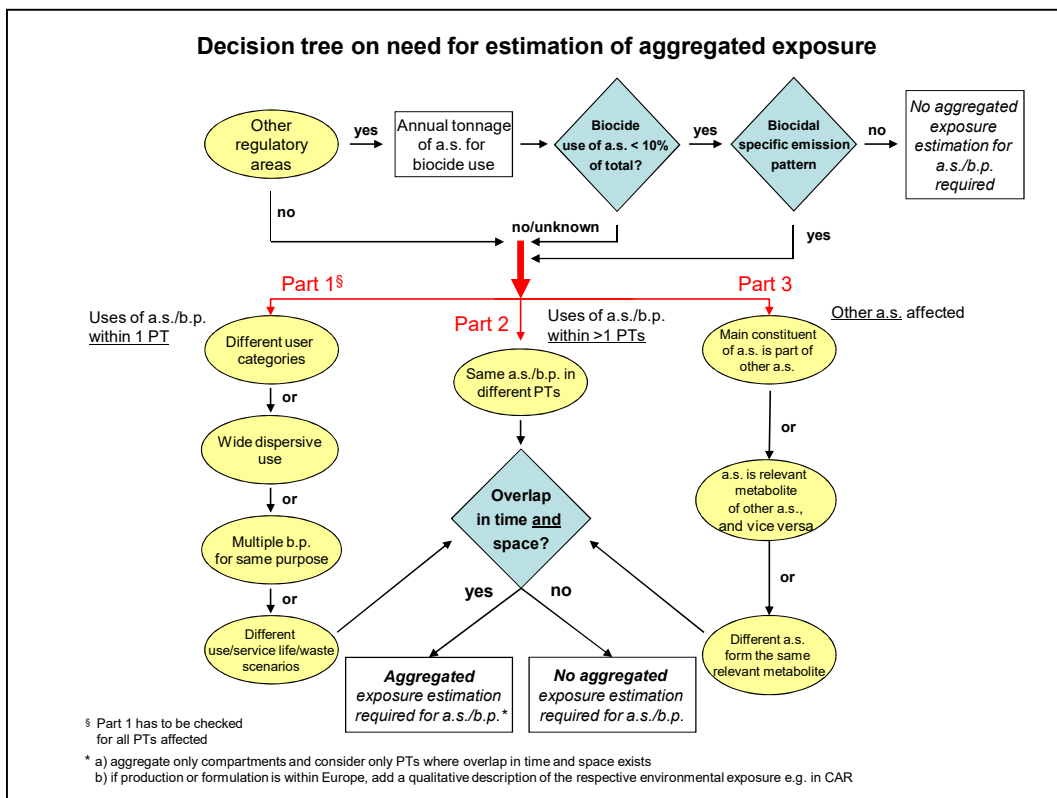 Decision tree on need for estimation of aggregated exposure
Other
regulatory
areas
yes
Annual tonnage
of a.s. for
biocide use
Biocide
use of a.s. < 10%
of total?
yes
Biocidal
specific emission
pattern
no
No aggregated
exposure
estimation for
a.s./b.p.
required
no
no/unknown
yes
Part 1§
Part 2
Part 3
Uses of a.s./b.p.
within 1 PT
Uses of a.s./b.p.
within >1 PTs
Other a.s. affected
Different user
categories
or
Wide dispersive
use
or
Multiple b.p.
for same purpose
or
Different
use/service life/waste
scenarios
Same a.s./b.p. in
different PTs
Overlap
in time and
space?
yes
no
Main constituent
of a.s. is part of
other a.s.
or
a.s. is relevant
metabolite
of other a.s.,
and vice versa
or
Different a.s.
form the same
relevant metabolite
Aggregated
exposure estimation
required for a.s./b.p.*
No aggregated
exposure estimation
required for a.s./b.p.
§ Part 1 has to be checked
for all PTs affected
* a) aggregate only compartments and consider only PTs where overlap in time and space exists
b) if production or formulation is within Europe, add a qualitative description of the respective environmental exposure e.g. in CAR